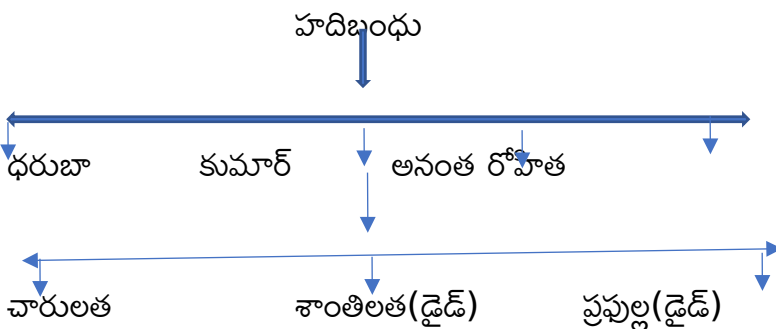 హదిబంధు
ధరుబా కుమార్ అనంత రోహిత
చారులత శాంతిలత(డైడ్) ప్రఫుల్ల(డైడ్)